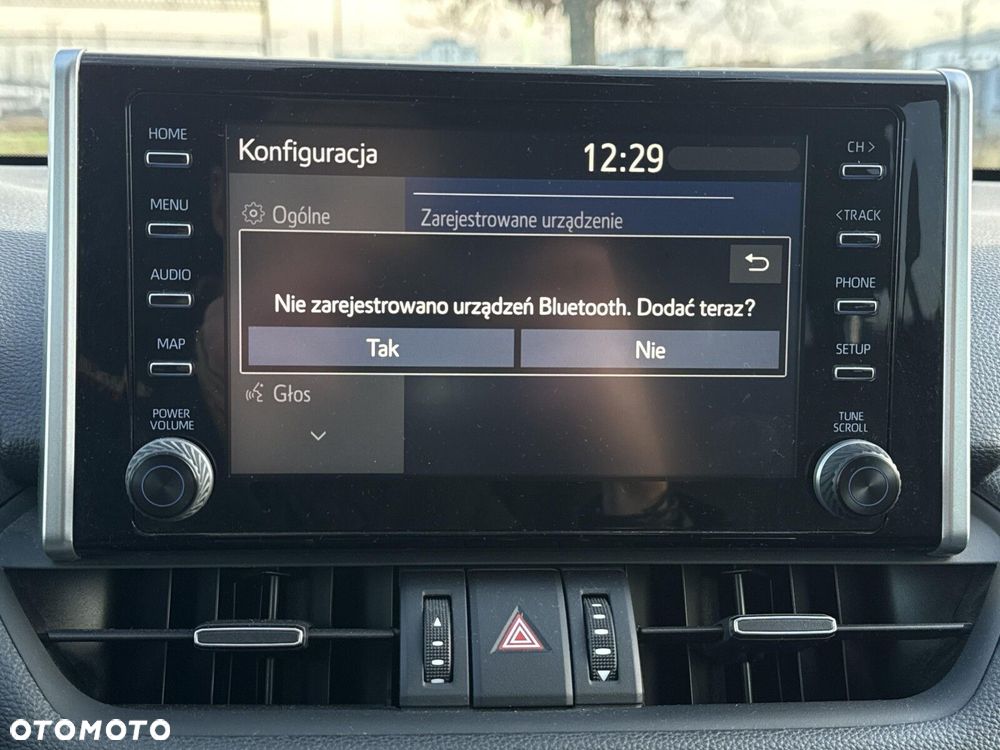 HOME
MENU
AUDIO
MAP
POWER
VOLUME
Konfiguracja
12:29
Ogólne
Zarejestrowane urządzenie
Nie zarejestrowano urządzeń Bluetooth. Dodać teraz?
Tak
Nie
Głos
CH >
< TRACK
PHONE
SETUP
TUNE
SCROLL
OTOMOTO